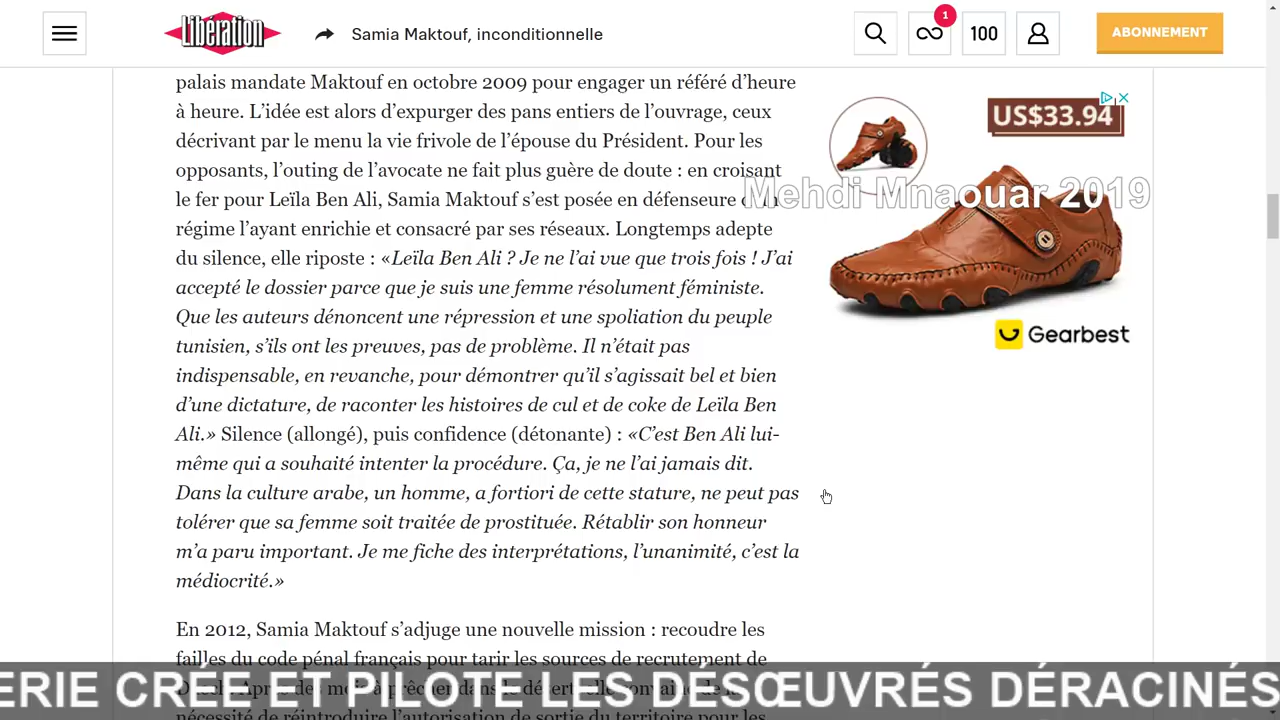 Libération
Samia Maktouf, inconditionnelle
1
100
ABONNEMENT
palais mandate Maktouf en octobre 2009 pour engager un référé d’heure
à heure. L’idée est alors d’expurger des pans entiers de l’ouvrage, ceux
décrivant par le menu la vie frivole de l’épouse du Président. Pour les
opposants, l’outing de l’avocate ne fait plus guère de doute : en croisant
le fer pour Leïla Ben Ali, Samia Maktouf s’est posée en défenseure
régime l’ayant enrichie et consacré par ses réseaux. Longtemps adepte
du silence, elle riposte : «Leïla Ben Ali ? Je ne l’ai vue que trois fois ! J’ai
accepté le dossier parce que je suis une femme résolument féministe.
Que les auteurs dénoncent une répression et une spoliation du peuple
tunisien, s’ils ont les preuves, pas de problème. Il n’était pas
indispensable, en revanche, pour démontrer qu’il s’agissait bel et bien
d’une dictature, de raconter les histoires de cul et de coke de Leïla Ben
Ali.» Silence (allongé), puis confidence (détonante) : «C’est Ben Ali lui-
même qui a souhaité intenter la procédure. Ça, je ne l’ai jamais dit.
Dans la culture arabe, un homme, a fortiori de cette stature, ne peut pas
tolérer que sa femme soit traitée de prostituée. Rétablir son honneur
m’a paru important. Je me fiche des interprétations, l’unanimité, c’est la
médiocrité.»
En 2012, Samia Maktouf s’adjuge une nouvelle mission : recoudre les
failles du code pénal français pour tarir les sources de recrutement de
nécessité de réintroduire l’autorisation de sortie du territoire pour les
US$33.94
Mehdi Mnaouar 2019
Gearbest
ERIE CRÉE ET PILOTE LES DÉSŒUVRÉS DÉRACINÉS